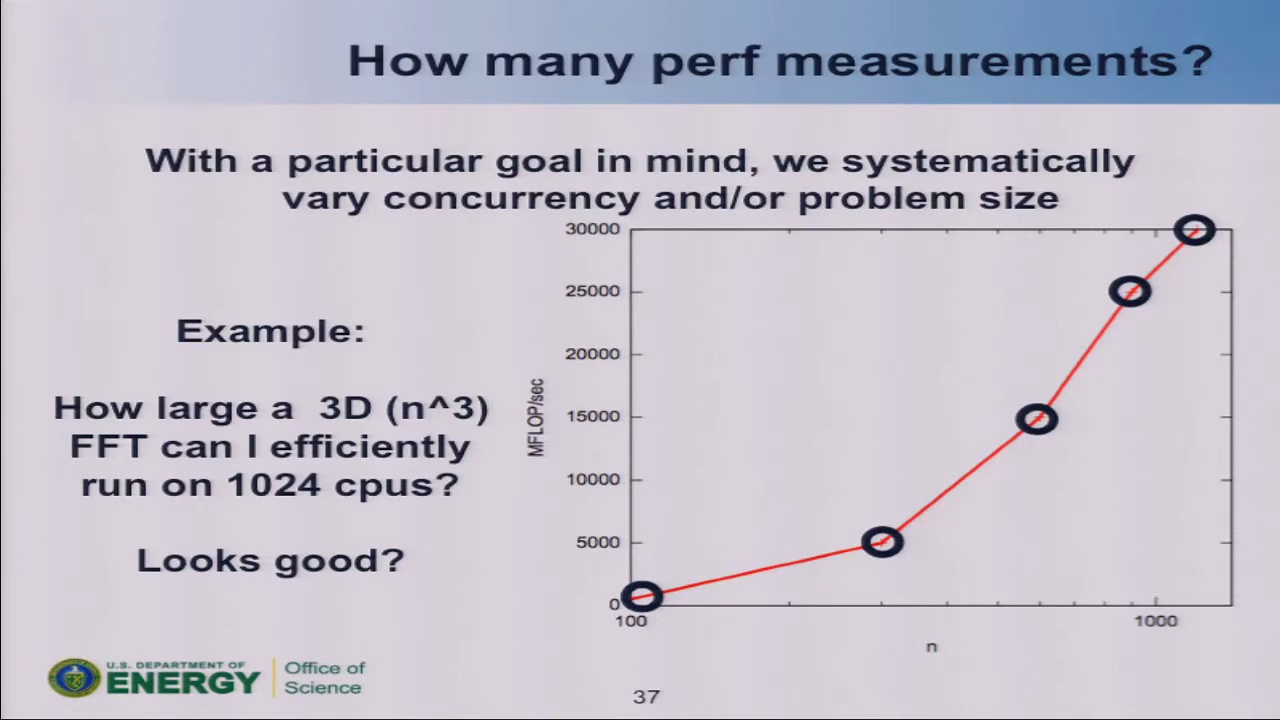 How many perf measurements?
With a particular goal in mind, we systematically
vary concurrency and/or problem size
Example:
How large a 3D (n^3)
FFT can I efficiently
run on 1024 cpus?
Looks good?
30000
25000
20000
15000
10000
5000
0
MFLOP/sec
100
1000
n
U.S. DEPARTMENT OF
ENERGY
Office of
Science
37